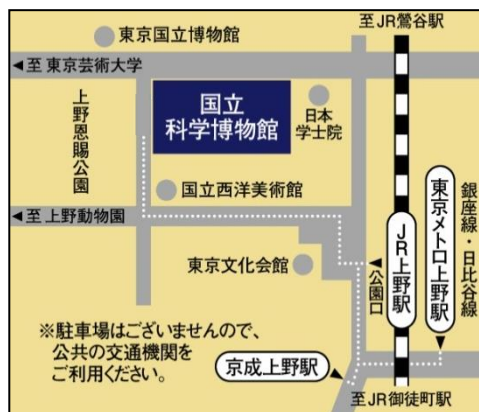 至JR鶯谷駅
東京国立博物館
◀至 東京芸術大学
上野恩賜公園
国立
科学博物館
日本
学士院
国立西洋美術館
◀至 上野動物園
東京文化会館
◀公園口
JR上野駅
東京メトロ上野駅
銀座線・日比谷線
※駐車場はございませんので、
公共の交通機関を
ご利用ください。
京成上野駅
至JR御徒町駅